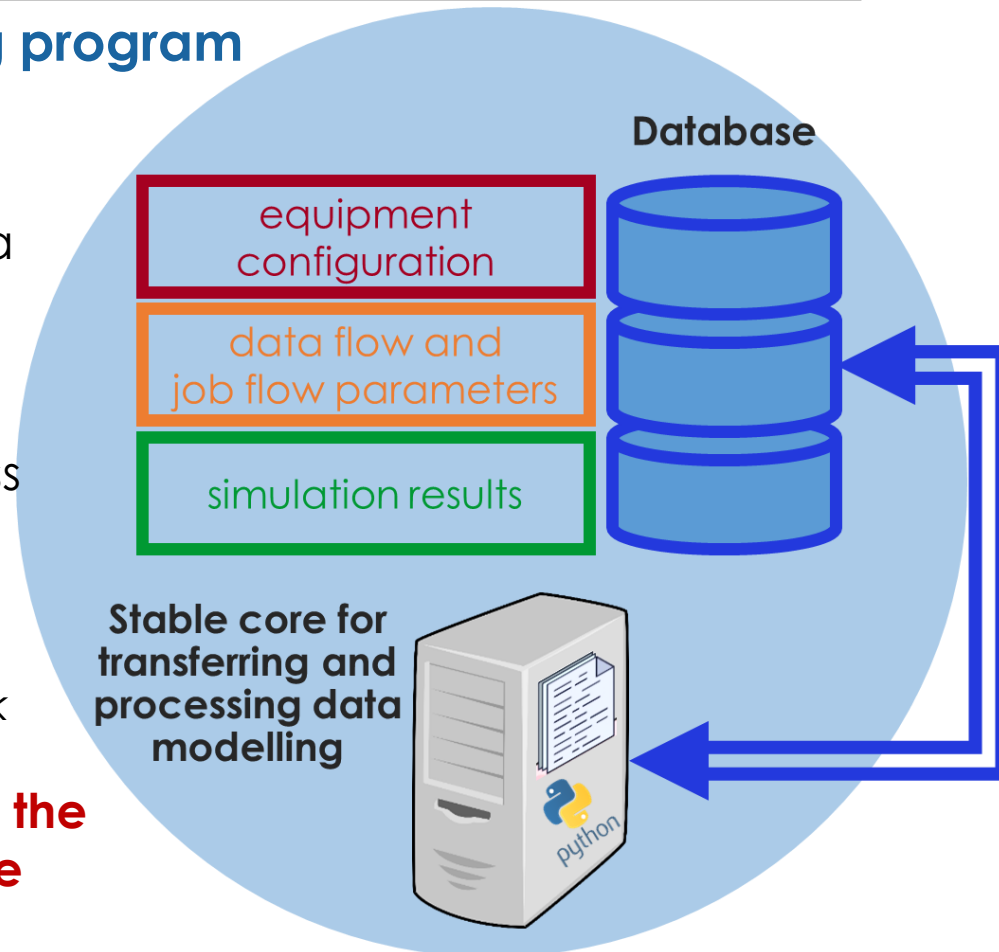 g program
Database
equipment
configuration
a
data flow and
job flow parameters
ss
simulation results
Stable core for
transferring and
processing data
modelling
k
the
e
python